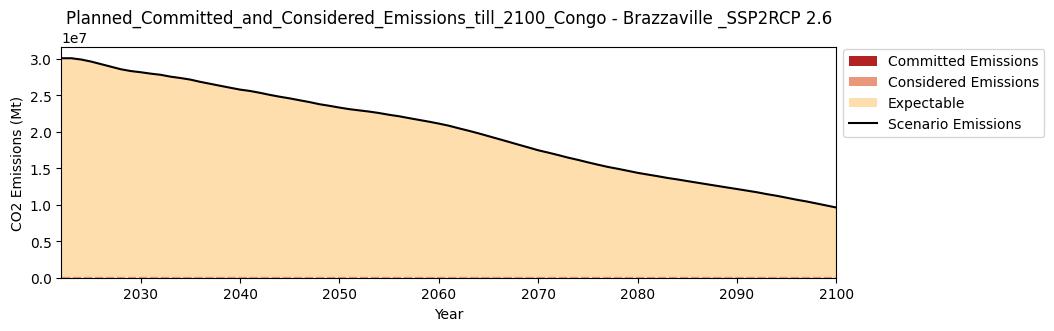 Planned_Committed_and_Considered_Emissions_till_2100_Congo - Brazzaville _SSP2RCP 2.6
1e7
3.0
2.5
2.0
1.5
1.0
0.5
0.0
CO2 Emissions (Mt)
2030 2040 2050 2060 2070 2080 2090 2100
Year
Committed Emissions
Considered Emissions
Expectable
Scenario Emissions